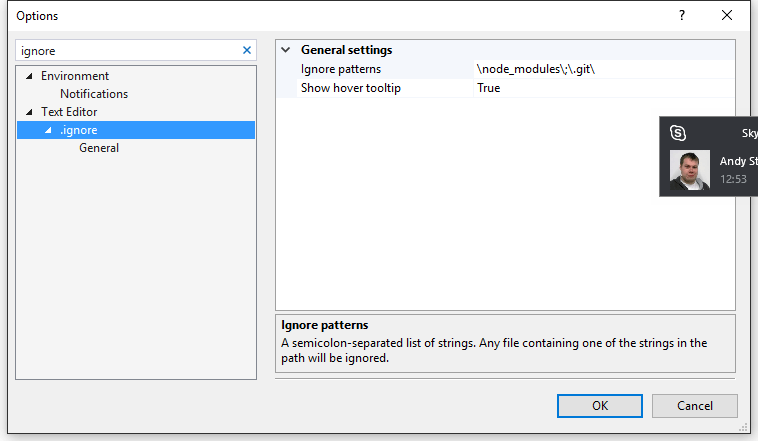 Options
?
ignore
Environment
Notifications
Text Editor
.ignore
General
General settings
Ignore patterns \node_modules\;\.git\
Show hover tooltip True
Sky
Andy St
12:53
Ignore patterns
A semicolon-separated list of strings. Any file containing one of the strings in the
path will be ignored.
OK Cancel